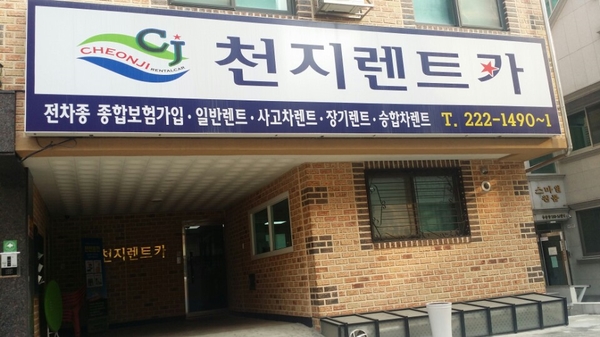 CJ
CHEONJI
RENTALCAR
천지렌트카
전차종 종합보험가입·일반렌트·사고차렌트·장기렌트·승합차렌트 T. 222-1490~1
천지렌트카